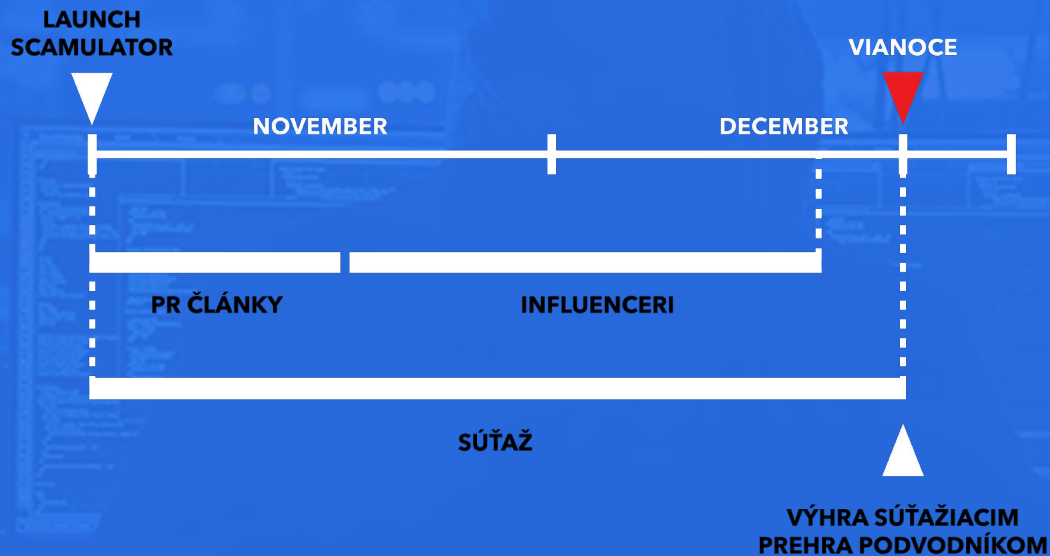 LAUNCH
SCAMULATOR
VIANOCE
NOVEMBER
DECEMBER
PR ČLÁNKY
INFLUENCERI
SÚŤAŽ
VÝHRA SÚŤAŽIACIM
PREHRA PODVODNÍKOM